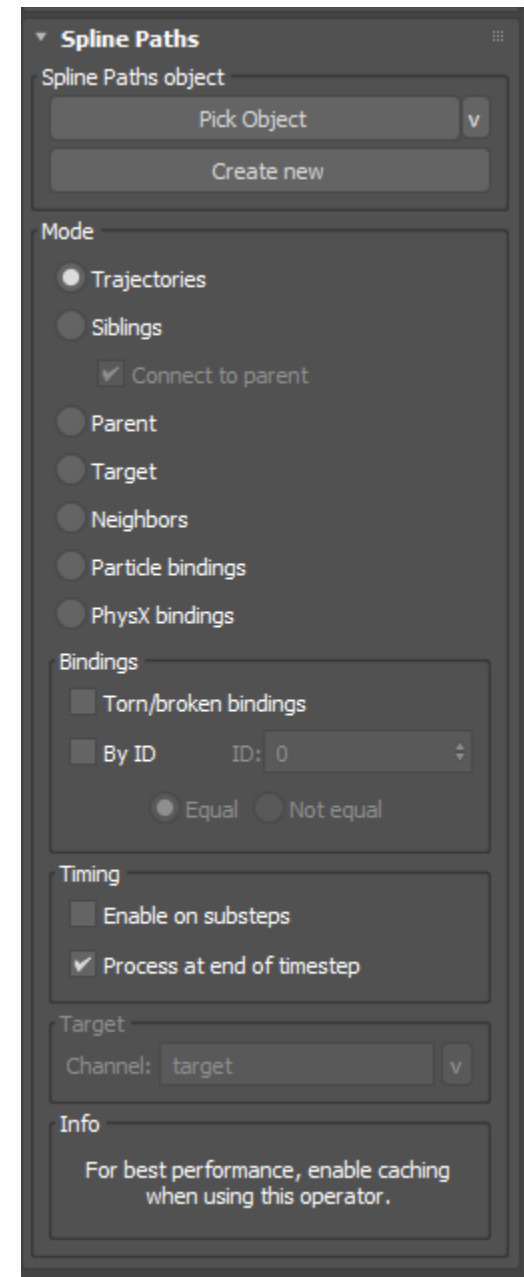 Spline Paths
Spline Paths object
Pick Object v
Create new
Mode
Trajectories
Siblings
Connect to parent
Parent
Target
Neighbors
Particle bindings
PhysX bindings
Bindings
Torn/broken bindings
By ID ID: 0
Equal Not equal
Timing
Enable on substeps
Process at end of timestep
Target
Channel: target v
Info
For best performance, enable caching
when using this operator.